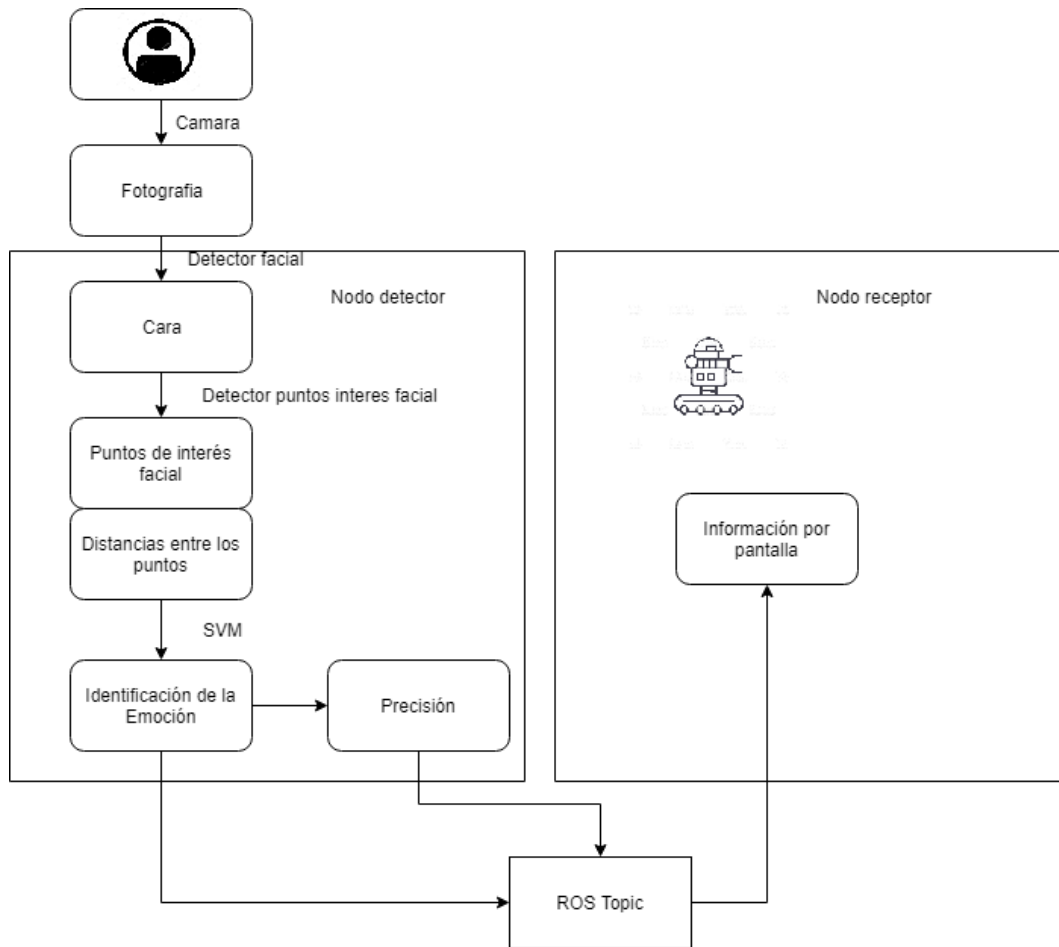 Camara
Fotografia
Detector facial
Nodo detector
Nodo receptor
Cara
Detector puntos interes facial
Puntos de interés
facial
Distancias entre los
puntos
Información por
pantalla
SVM
Identificación de la
Emoción
Precisión
ROS Topic